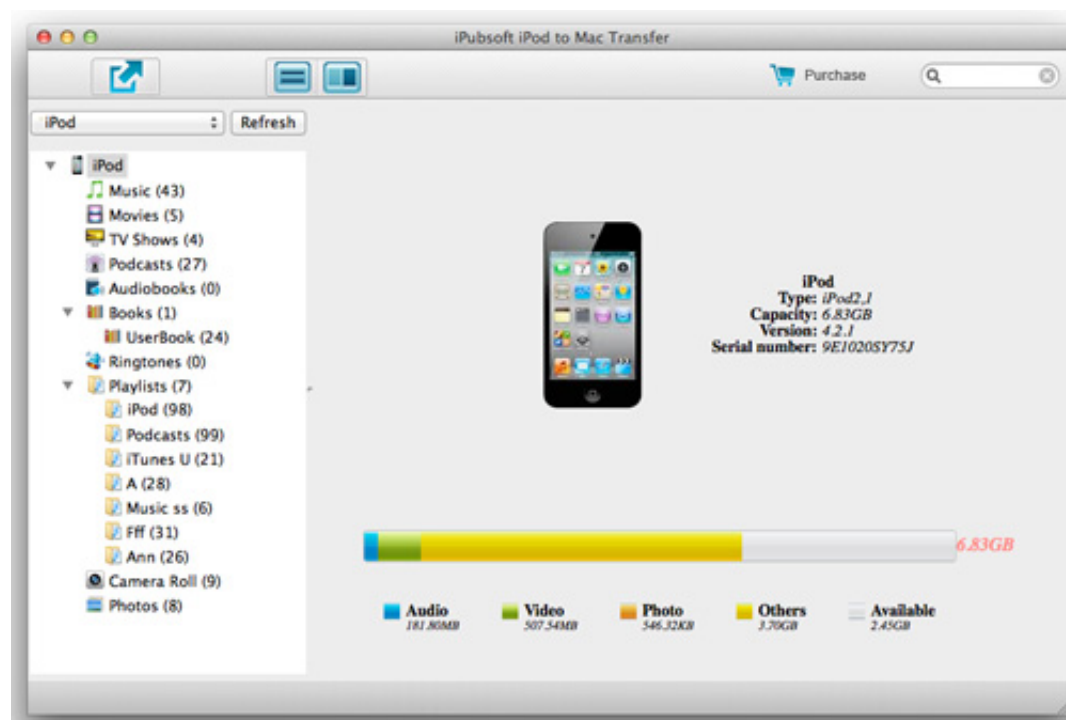 iPubsoft iPod to Mac Transfer
Purchase
iPod
Refresh
iPod
Music (43)
Movies (5)
TV Shows (4)
Podcasts (27)
Audiobooks (0)
Books (1)
UserBook (24)
Ringtones (0)
Playlists (7)
iPod (98)
Podcasts (99)
iTunes U (21)
A (28)
Music ss (6)
Fff (31)
Ann (26)
Camera Roll (9)
Photos (8)
iPod
Type: iPod2,1
Capacity: 6.83GB
Version: 4.2.1
Serial number: 9E1020SY75J
6.83GB
Audio
181.80MB
Video
507.54MB
Photo
546.32KB
Others
3.70GB
Available
2.45GB